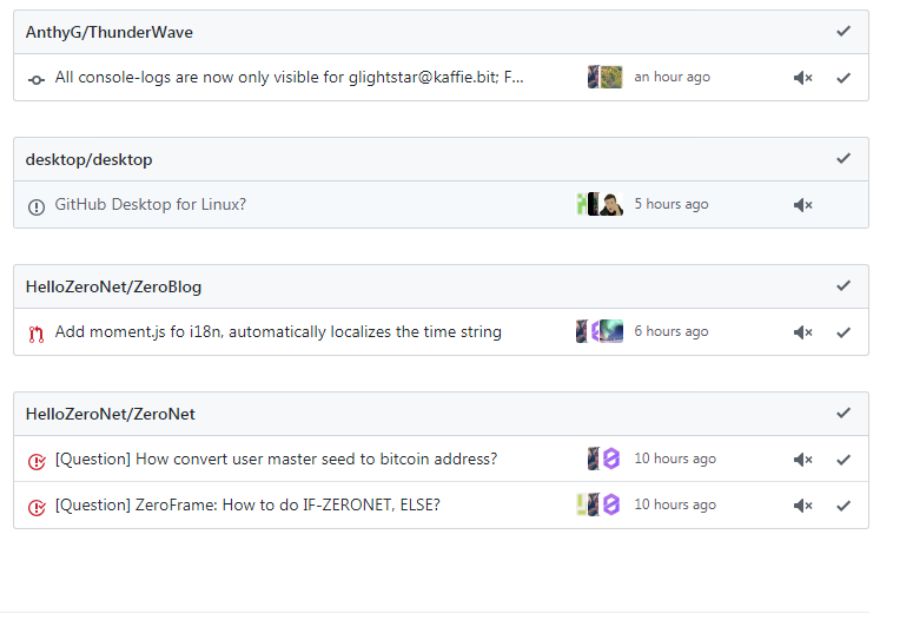 AnthyG/ThunderWave
All console-logs are now only visible for glightstar@kaffie.bit; F... an hour ago
desktop/desktop
GitHub Desktop for Linux? 5 hours ago
HelloZeroNet/ZeroBlog
Add moment.js fo i18n, automatically localizes the time string 6 hours ago
HelloZeroNet/ZeroNet
[Question] How convert user master seed to bitcoin address? 10 hours ago
[Question] ZeroFrame: How to do IF-ZERONET, ELSE? 10 hours ago